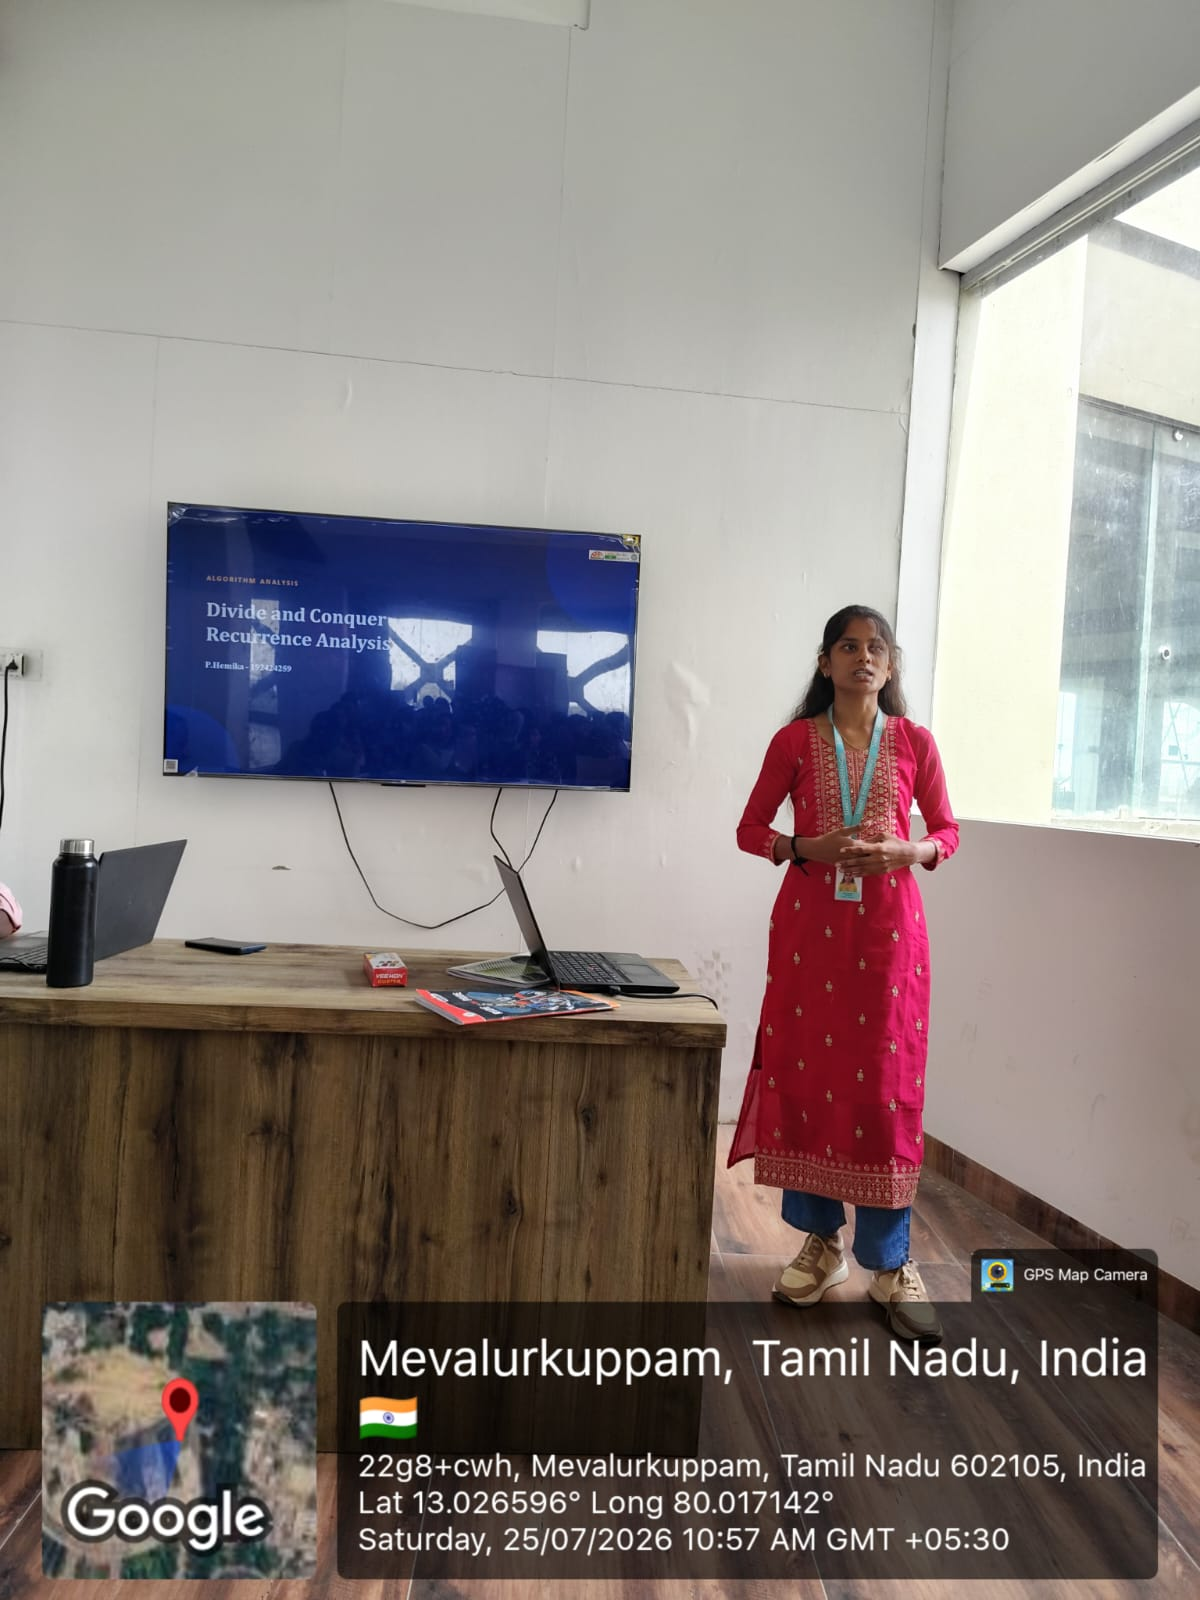 ALGORITHM ANALYSIS
Divide and Conquer
Recurrence Analysis
P.Hemika - 192424259
VEEKON
GPS Map Camera
Mevalurkuppam, Tamil Nadu, India
22g8+cwh, Mevalurkuppam, Tamil Nadu 602105, India
Lat 13.026596° Long 80.017142°
Saturday, 25/07/2026 10:57 AM GMT +05:30
Google